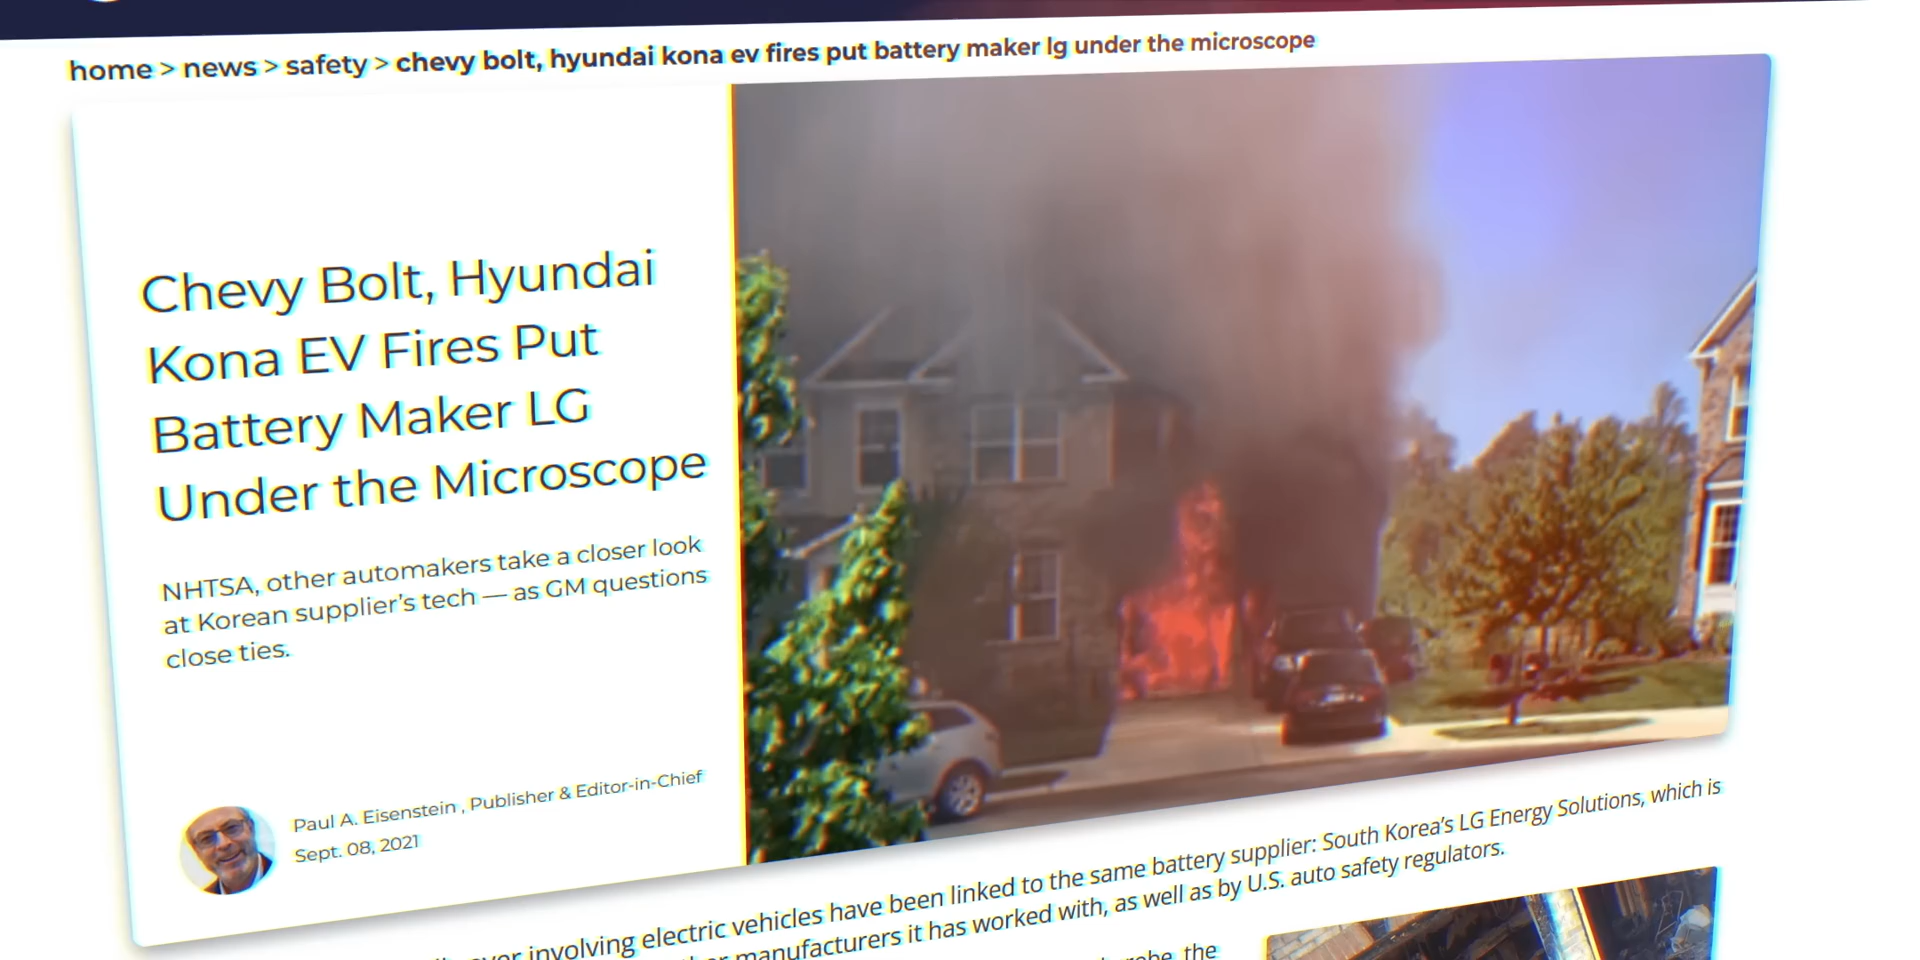 home > news > safety > chevy bolt, hyundai kona ev fires put battery maker lg under the microscope
Chevy Bolt, Hyundai
Kona EV Fires Put
Battery Maker LG
Under the Microscope
NHTSA, other automakers take a closer look
at Korean supplier's tech — as GM questions
close ties.
Paul A. Eisenstein , Publisher & Editor-in-Chief
Sept. 08, 2021
involving electric vehicles have been linked to the same battery supplier: South Korea's LG Energy Solutions, which is
manufacturers it has worked with, as well as by U.S. auto safety regulators.
the